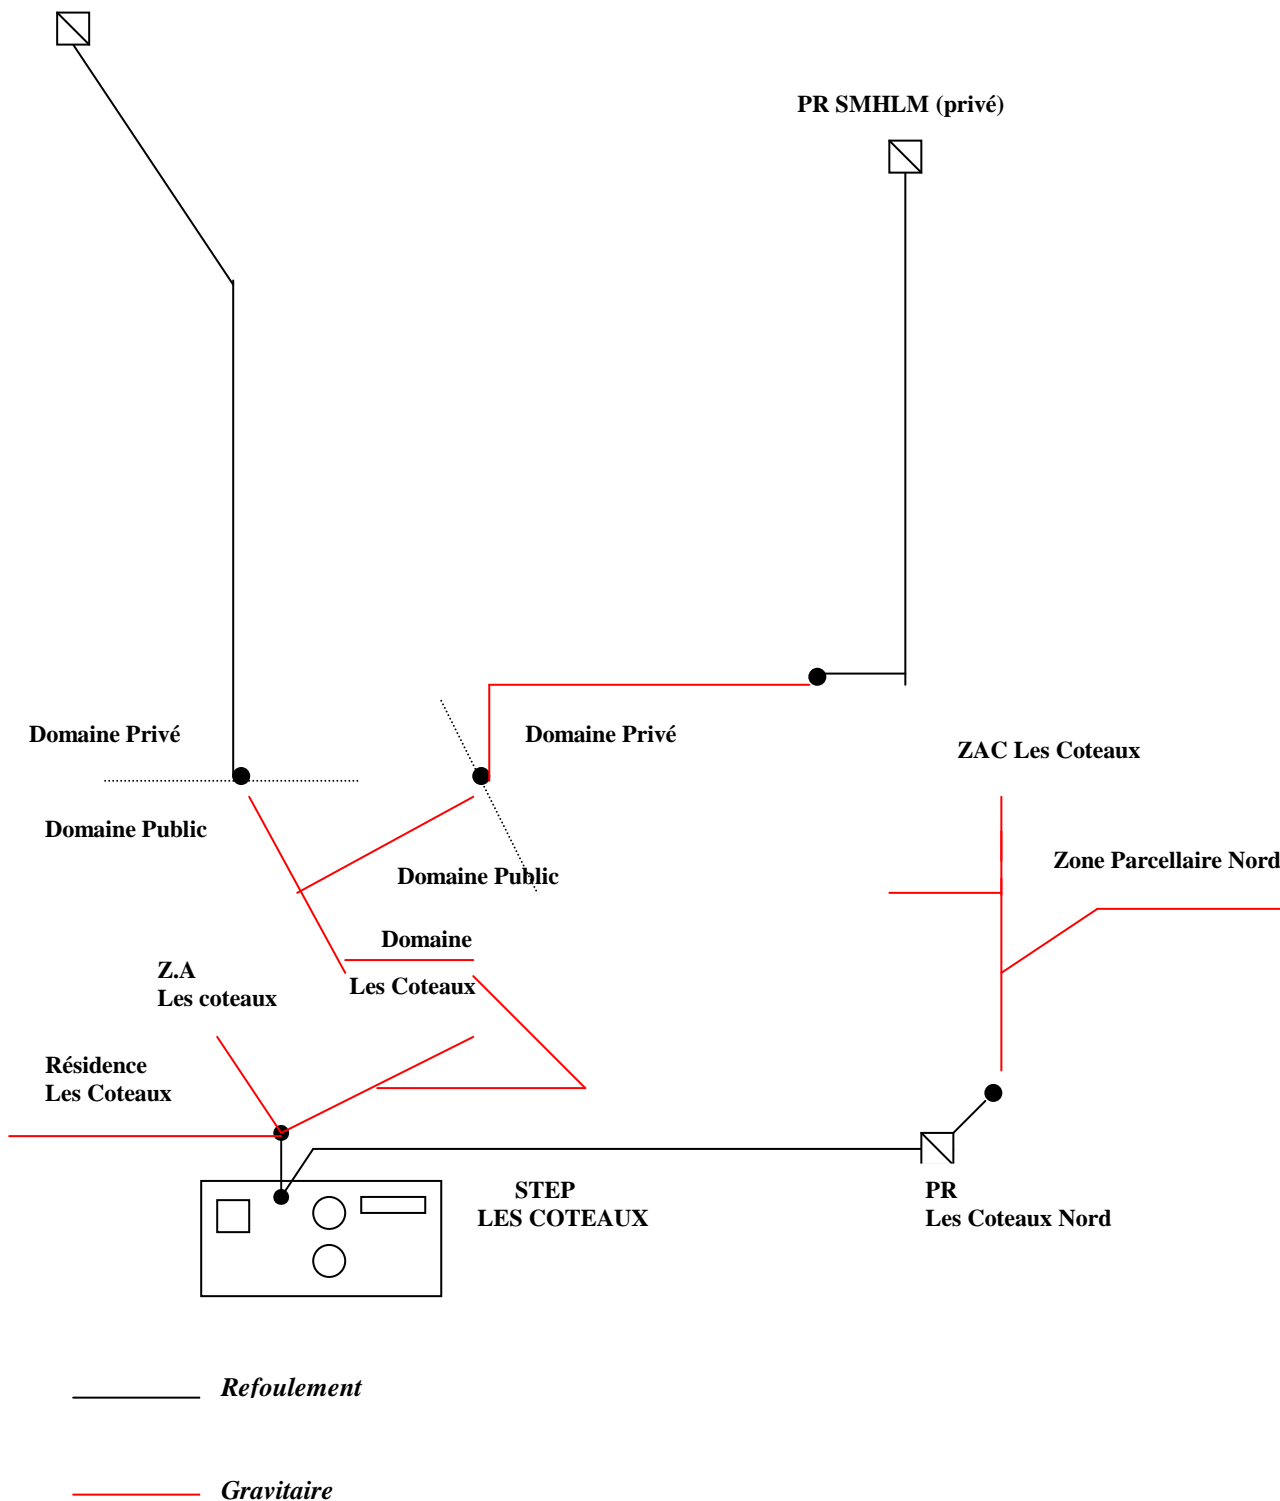 PR SMHLM (privé)
Domaine Privé
Domaine Privé
ZAC Les Coteaux
Domaine Public
Zone Parcellaire Nord
Domaine Public
Domaine
Les Coteaux
Z.A
Les coteaux
Résidence
Les Coteaux
STEP
LES COTEAUX
PR
Les Coteaux Nord
Refoulement
Gravitaire